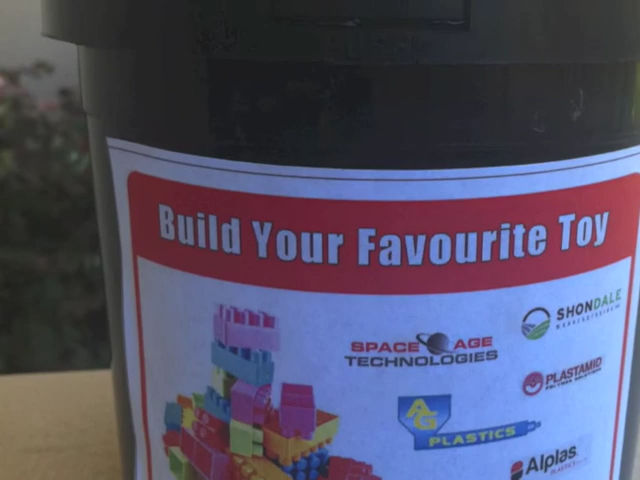 Build Your Favourite Toy
SHONDALE
SPACE AGE
TECHNOLOGIES
PLASTAMID
AG
PLASTICS
Alplas